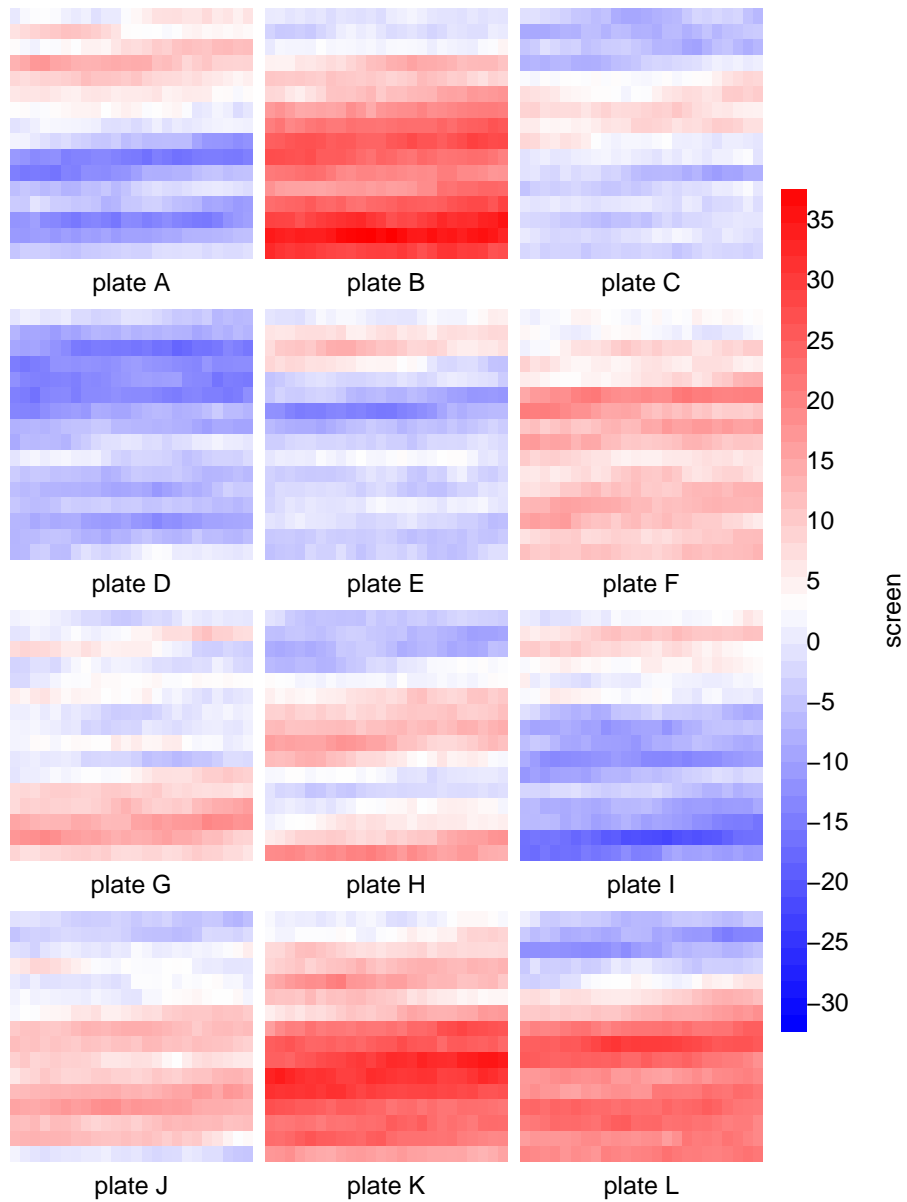 plate A
plate B
plate C
plate D
plate E
plate F
plate G
plate H
plate I
plate J
plate K
plate L
35
30
25
20
15
10
5
0
−5
−10
−15
−20
−25
−30
screen